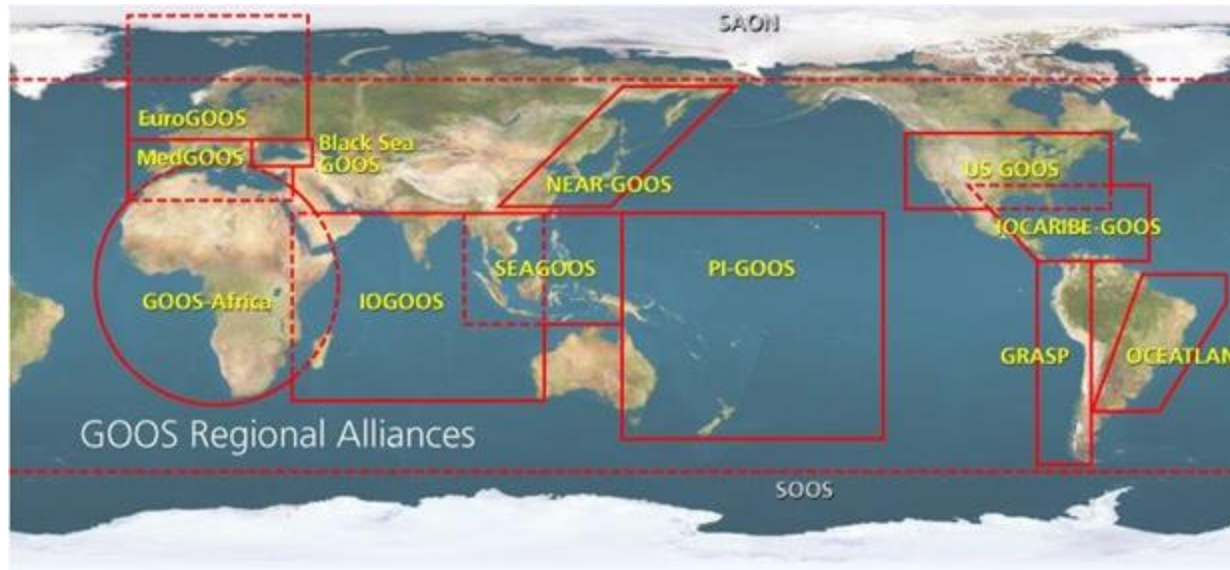 SAON
EuroGOOS
MedGOOS
Black Sea
GOOS
NEAR-GOOS
US GOOS
IOCARIBE-GOOS
GOOS-Africa
IOGOOS
SEAGOOS
PI-GOOS
GRASP
OCEATLAN
GOOS Regional Alliances
SOOS